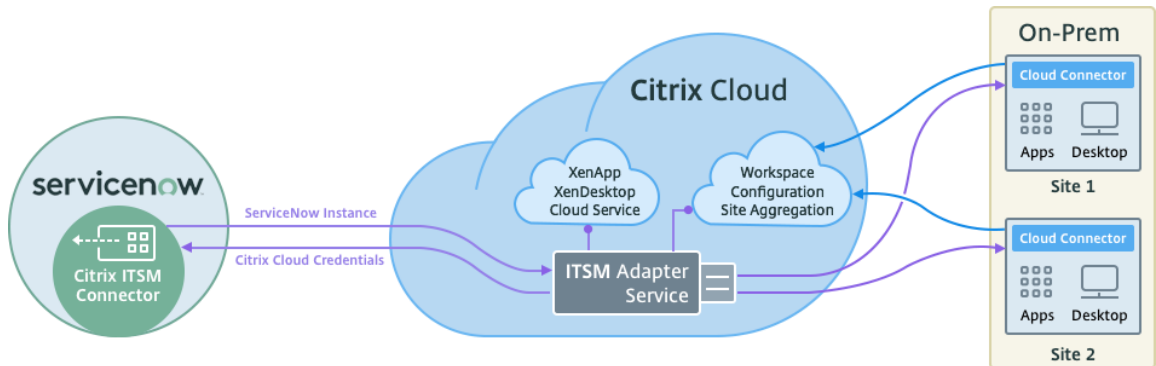 servicenow
Citrix ITSM
Connector
ServiceNow Instance
Citrix Cloud Credentials
Citrix Cloud
XenApp
XenDesktop
Cloud Service
Workspace
Configuration
Site Aggregation
ITSM Adapter
Service
On-Prem
Cloud Connector
Apps Desktop
Site 1
Cloud Connector
Apps Desktop
Site 2